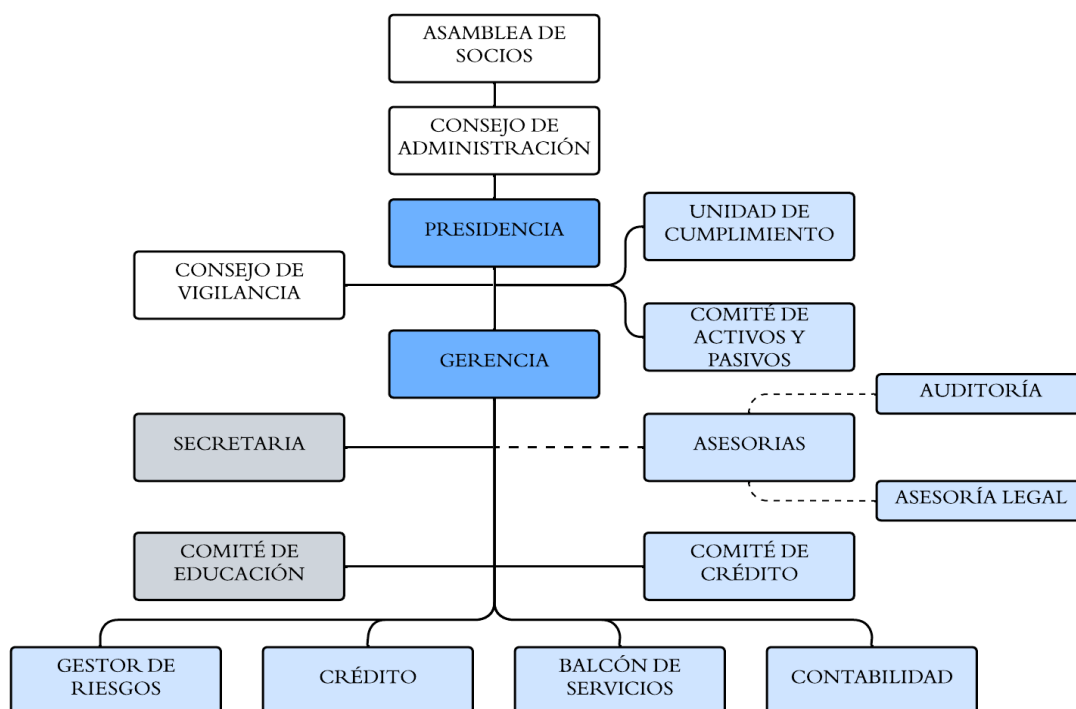 ASAMBLEA DE
SOCIOS
CONSEJO DE
ADMINISTRACIÓN
PRESIDENCIA
UNIDAD DE
CUMPLIMIENTO
CONSEJO DE
VIGILANCIA
COMITÉ DE
ACTIVOS Y
PASIVOS
GERENCIA
AUDITORÍA
SECRETARIA
ASESORIAS
ASESORÍA LEGAL
COMITÉ DE
EDUCACIÓN
COMITÉ DE
CRÉDITO
GESTOR DE
RIESGOS
CRÉDITO
BALCÓN DE
SERVICIOS
CONTABILIDAD